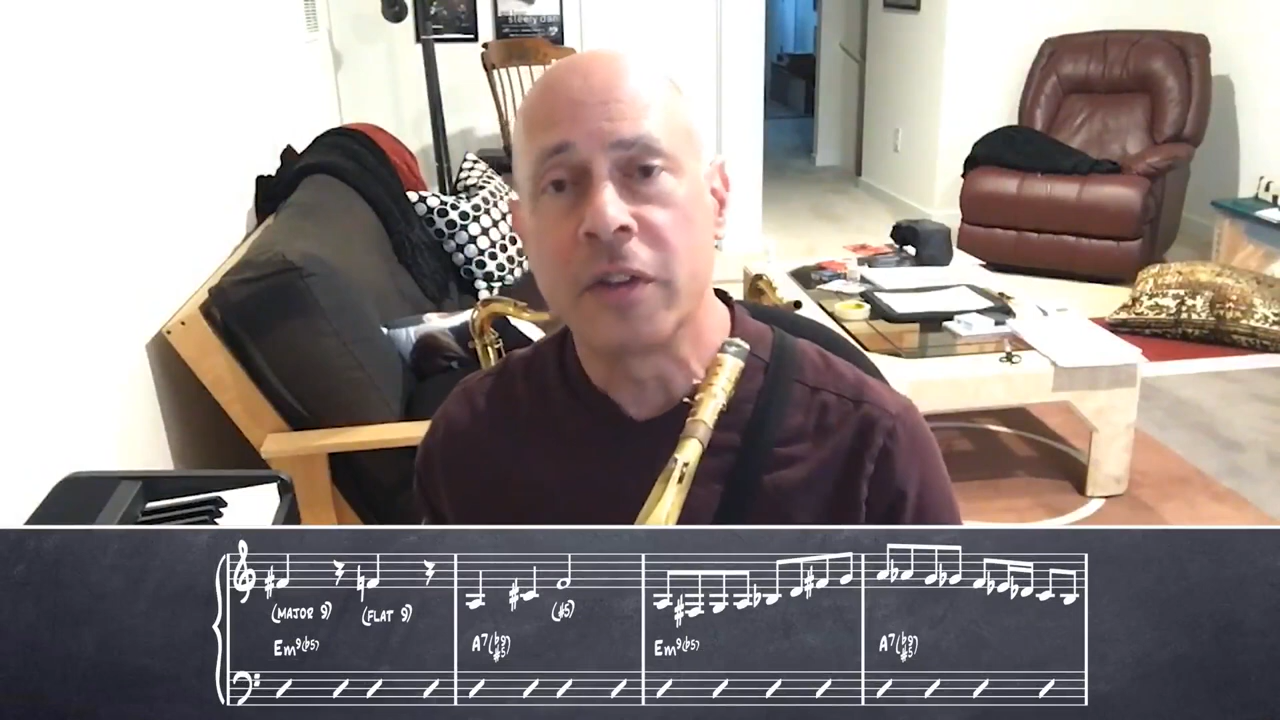 steely dan
(MAJOR 9) (FLAT 9) (#5)
Em9(b5) A7(b9 #5) Em9(b5) A7(b9 #5)